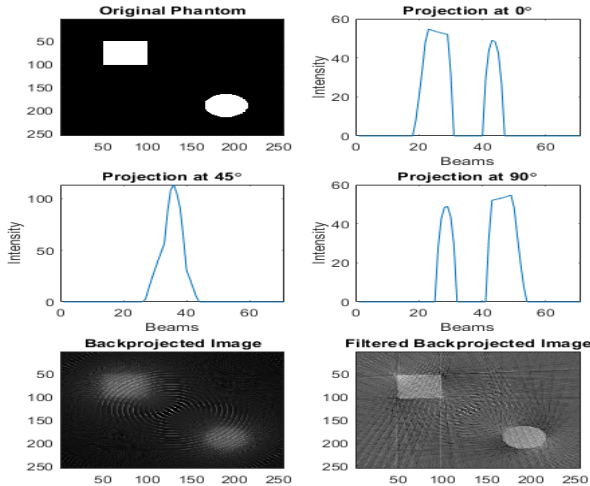 Original Phantom
50
100
150
200
250
50 100 150 200 250
Projection at 0°
Intensity
60
40
20
0
0 20 40 60
Beams
Projection at 45°
Intensity
100
50
0
0 20 40 60
Beams
Projection at 90°
Intensity
60
40
20
0
0 20 40 60
Beams
Backprojected Image
50
100
150
200
250
50 100 150 200 250
Filtered Backprojected Image
50
100
150
200
250
50 100 150 200 250